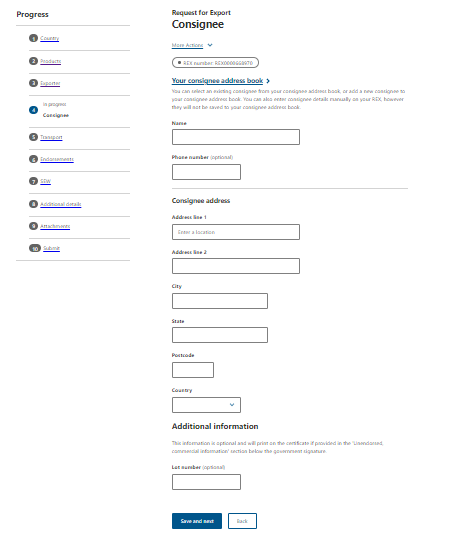 Progress
1 Country
2 Products
3 Exporter
4 In progress
Consignee
5 Transport
6 Endorsements
7 SEW
8 Additional details
9 Attachments
10 Submit
Request for Export
Consignee
More Actions
REX number: REX0000668970
Your consignee address book
You can select an existing consignee from your consignee address book, or add a new consignee to
your consignee address book. You can also enter consignee details manually on your REX, however
they will not be saved to your consignee address book.
Name
Phone number (optional)
Consignee address
Address line 1
Enter a location
Address line 2
City
State
Postcode
Country
Additional information
This information is optional and will print on the certificate if provided in the 'Unendorsed
commercial information' section below the government signature
Lot number (optional)
Save and next
Back